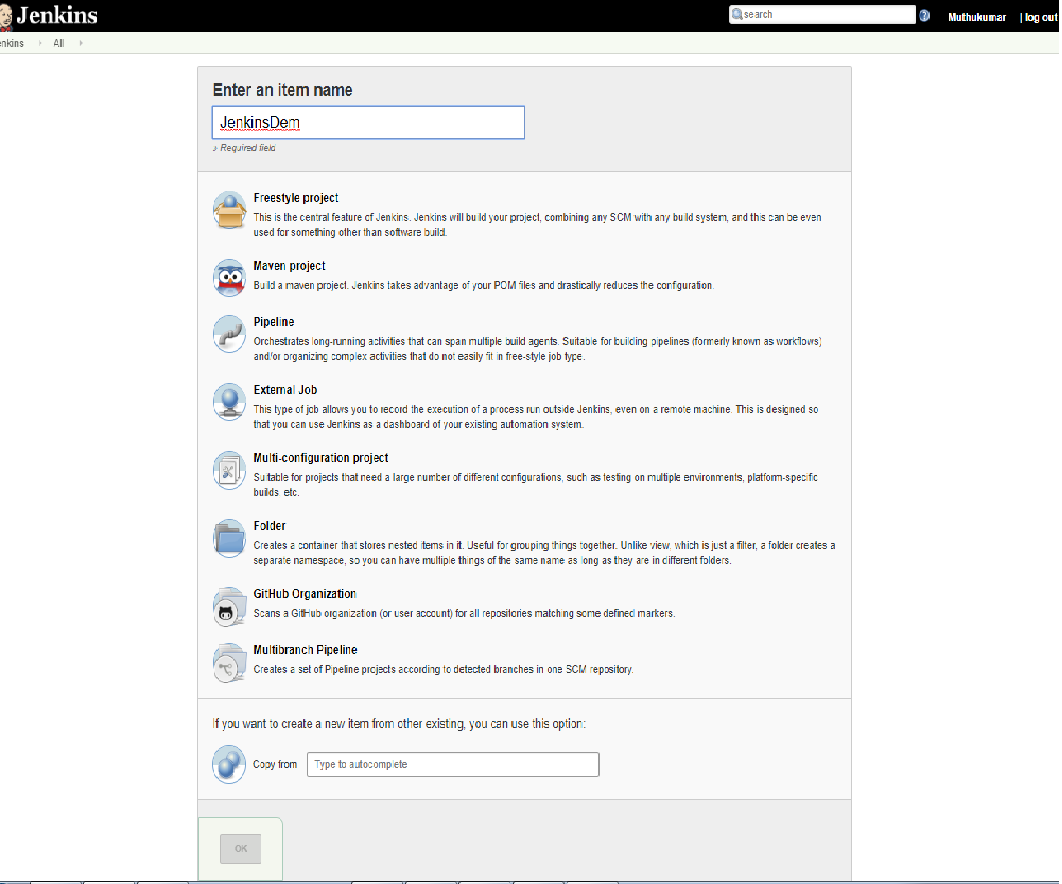 Jenkins
search
Muthukumar
| log out
enkins
All
Enter an item name
JenkinsDem
» Required field
Freestyle project
This is the central feature of Jenkins. Jenkins will build your project, combining any SCM with any build system, and this can be even
used for something other than software build.
Maven project
Build a maven project. Jenkins takes advantage of your POM files and drastically reduces the configuration.
Pipeline
Orchestrates long-running activities that can span multiple build agents. Suitable for building pipelines (formerly known as workflows)
and/or organizing complex activities that do not easily fit in free-style job type.
External Job
This type of job allows you to record the execution of a process run outside Jenkins, even on a remote machine. This is designed so
that you can use Jenkins as a dashboard of your existing automation system.
Multi-configuration project
Suitable for projects that need a large number of different configurations, such as testing on multiple environments, platform-specific
builds, etc.
Folder
Creates a container that stores nested items in it. Useful for grouping things together. Unlike view, which is just a filter, a folder creates a
separate namespace, so you can have multiple things of the same name as long as they are in different folders.
GitHub Organization
Scans a GitHub organization (or user account) for all repositories matching some defined markers.
Multibranch Pipeline
Creates a set of Pipeline projects according to detected branches in one SCM repository.
If you want to create a new item from other existing, you can use this option:
Copy from
Type to autocomplete
OK